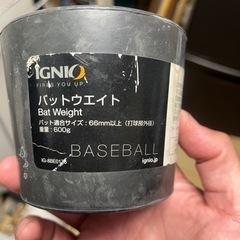 IGNIO
FIRES YOU UP
バットウエイト
Bat Weight
バット適合サイズ：66mm以上（打球部外径）
重量：600g
BASEBALL
ignio.jp